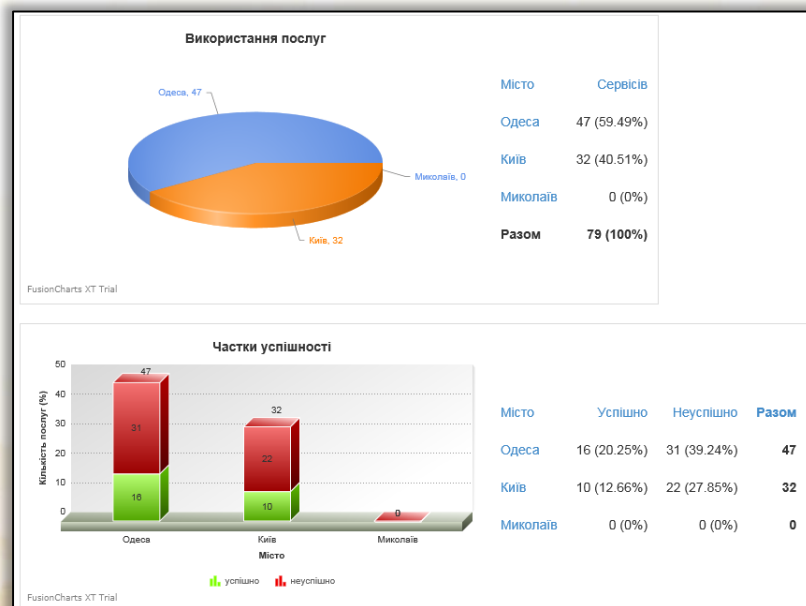 Використання послуг
Одеса, 47
Миколаїв, 0
Київ, 32
Місто Сервісів
Одеса 47 (59.49%)
Київ 32 (40.51%)
Миколаїв 0 (0%)
Разом 79 (100%)
FusionCharts XT Trial
Частки успішності
Кількість послуг (%)
50
40
30
20
10
0
47
31
16
32
22
10
0
Одеса Київ Миколаїв
Місто
успішно неуспішно
Місто Успішно Неуспішно Разом
Одеса 16 (20.25%) 31 (39.24%) 47
Київ 10 (12.66%) 22 (27.85%) 32
Миколаїв 0 (0%) 0 (0%) 0
FusionCharts XT Trial